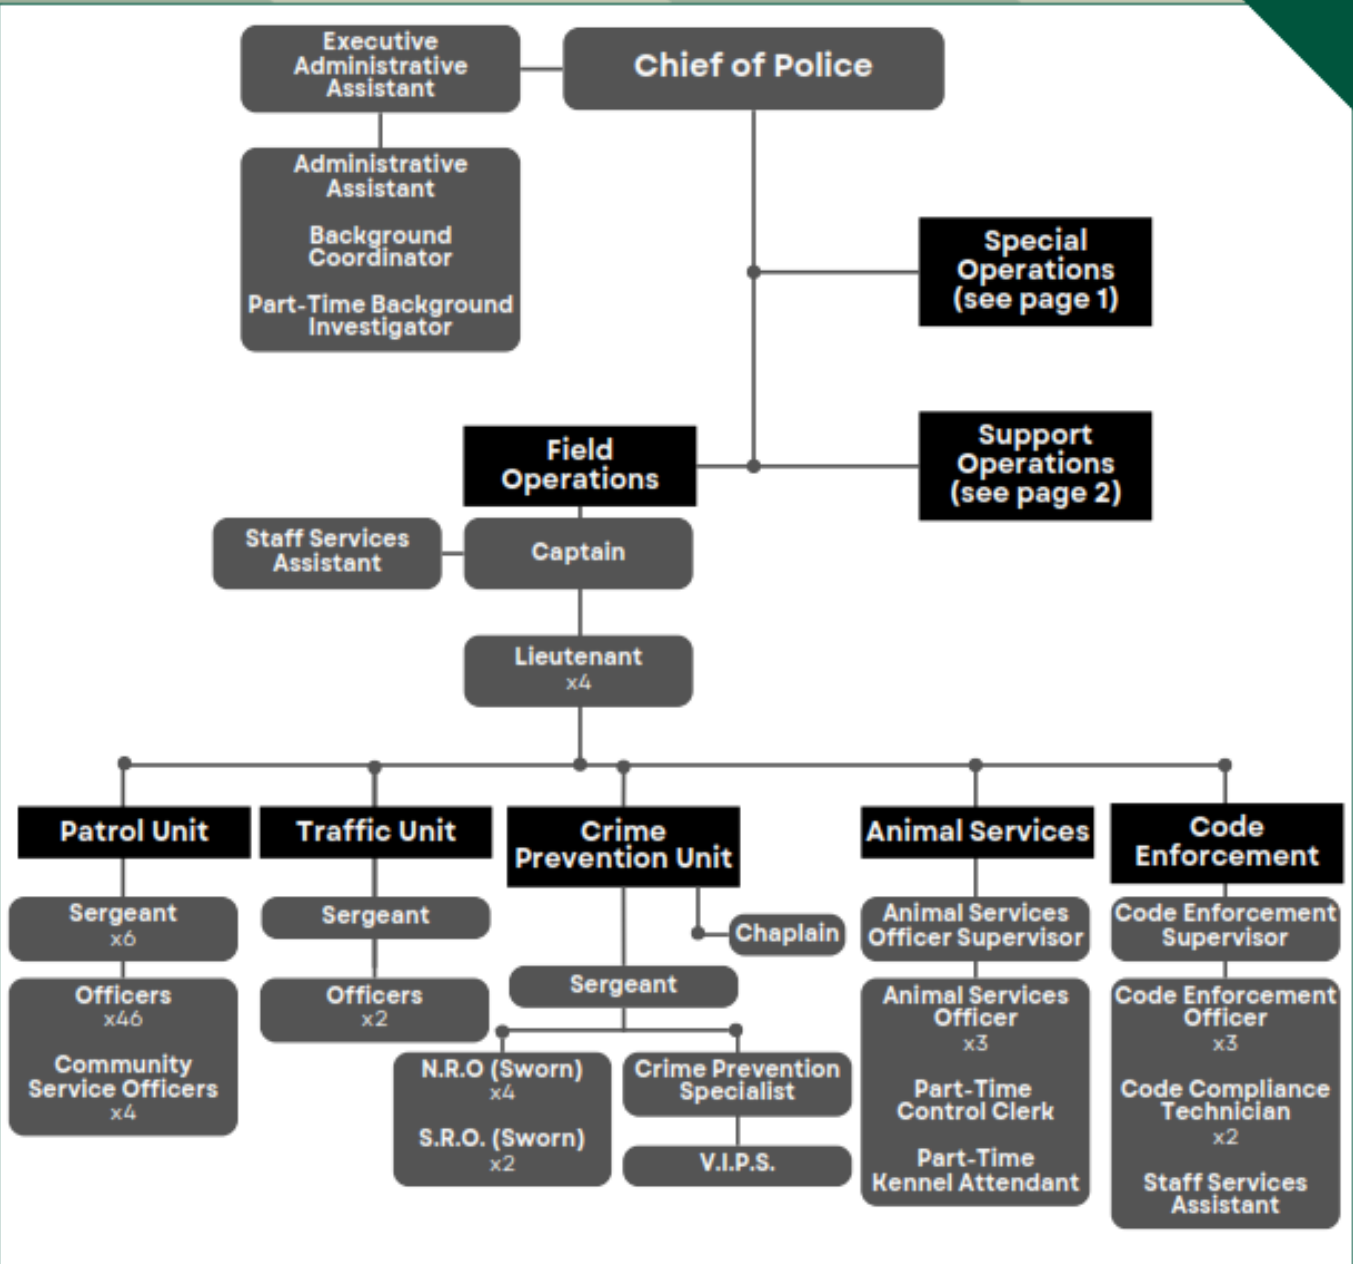 Executive
Administrative
Assistant
Chief of Police
Administrative
Assistant
Background
Coordinator
Part-Time Background
Investigator
Special
Operations
(see page 1)
Support
Operations
(see page 2)
Field
Operations
Staff Services
Assistant
Captain
Lieutenant
x4
Patrol Unit
Sergeant
x6
Officers
x46
Community
Service Officers
x4
Traffic Unit
Sergeant
Officers
x2
Crime
Prevention Unit
Chaplain
Sergeant
N.R.O (Sworn)
x4
S.R.O. (Sworn)
x2
Crime Prevention
Specialist
V.I.P.S.
Animal Services
Animal Services
Officer Supervisor
Animal Services
Officer
x3
Part-Time
Control Clerk
Part-Time
Kennel Attendant
Code
Enforcement
Code Enforcement
Supervisor
Code Enforcement
Officer
x3
Code Compliance
Technician
x2
Staff Services
Assistant